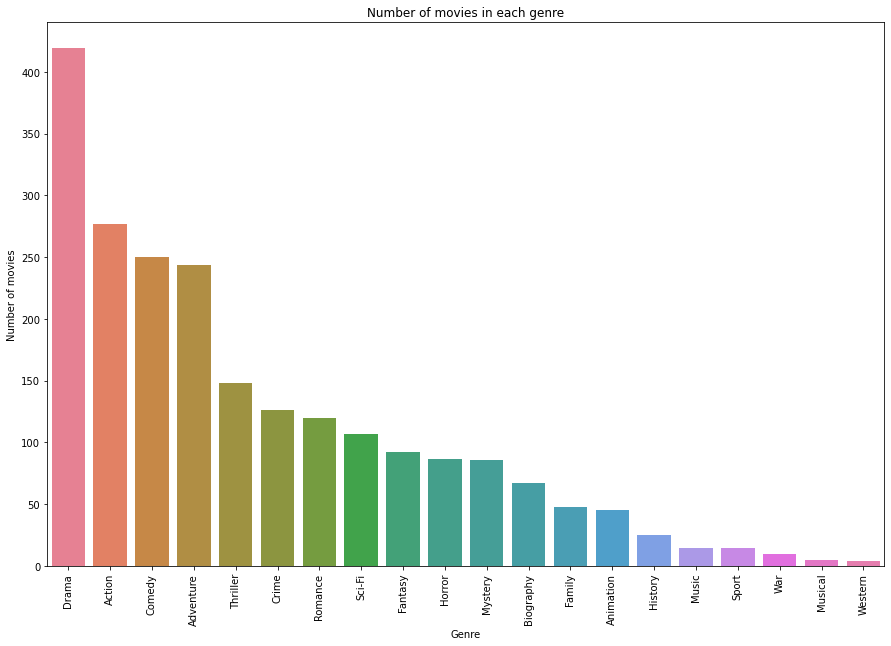 Number of movies in each genre
Number of movies
400
350
300
250
200
150
100
50
0
Drama
Action
Comedy
Adventure
Thriller
Crime
Romance
Sci-Fi
Fantasy
Horror
Mystery
Biography
Family
Animation
History
Music
Sport
War
Musical
Western
Genre